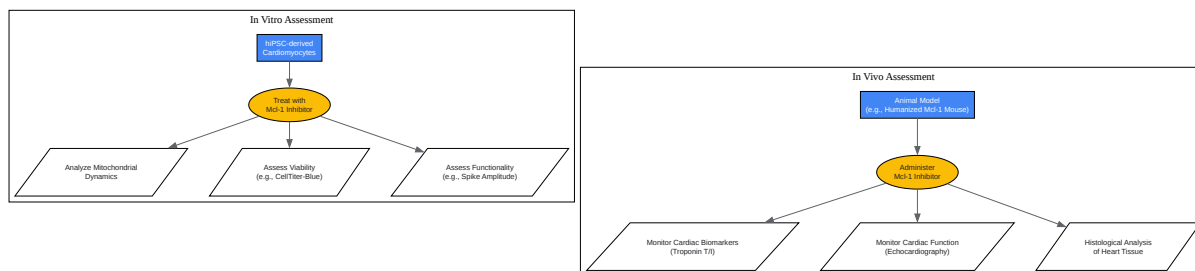 In Vitro Assessment
hiPSC-derived
Cardiomyocytes
Treat with
Mcl-1 Inhibitor
Analyze Mitochondrial
Dynamics
Assess Viability
(e.g., CellTiter-Blue)
Assess Functionality
(e.g., Spike Amplitude)
In Vivo Assessment
Animal Model
(e.g., Humanized Mcl-1 Mouse)
Administer
Mcl-1 Inhibitor
Monitor Cardiac Biomarkers
(Troponin T/I)
Monitor Cardiac Function
(Echocardiography)
Histological Analysis
of Heart Tissue